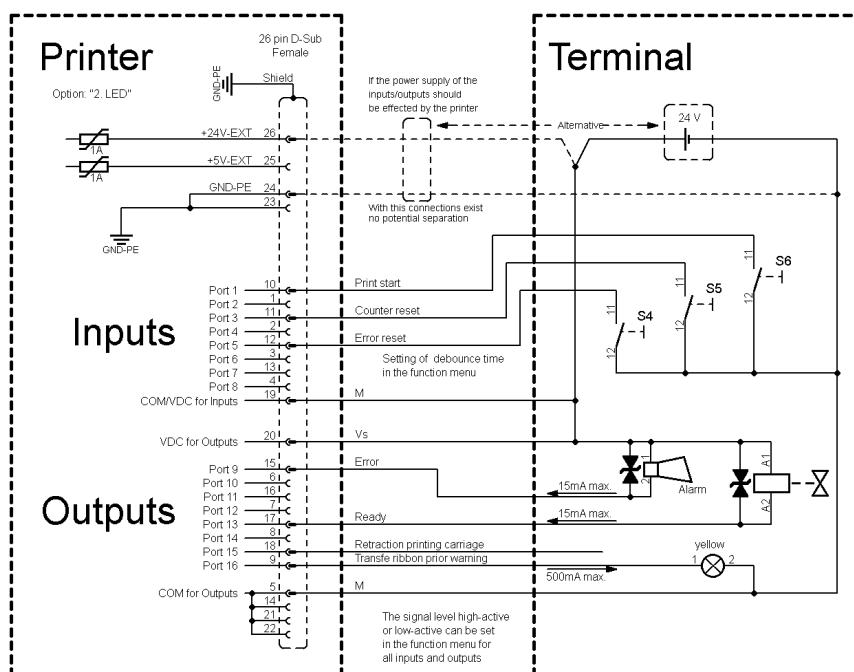 Printer
Option: "2. LED"
26 pin D-Sub
Female
Shield
GND-PE
+24V-EXT 26
1A
+5V-EXT 25
1A
GND-PE 24
23
GND-PE
If the power supply of the
inputs/outputs should
be effected by the printer
With this connections exist
no potential separation
Terminal
Alternative
24 V
Inputs
Port 1 10 Print start
Port 2 1
Port 3 11 Counter reset
Port 4 2
Port 5 12 Error reset
Port 6 3
Port 7 13
Port 8 4
COM/VDC for Inputs 19 M
Setting of debounce time
in the function menu
11 S6
12
11 S5
12
11 S4
12
VDC for Outputs 20 Vs
Outputs
Port 9 15 Error
Port 10 6
Port 11 16
Port 12 7
Port 13 17 Ready
Port 14 8
Port 15 18 Retraction printing carriage
Port 16 9 Transfe ribbon prior warning
COM for Outputs 5 M
14
21
22
15mA max.
15mA max.
500mA max.
1
2
Alarm
A1
A2
yellow
1 2
The signal level high-active
or low-active can be set
in the function menu for
all inputs and outputs